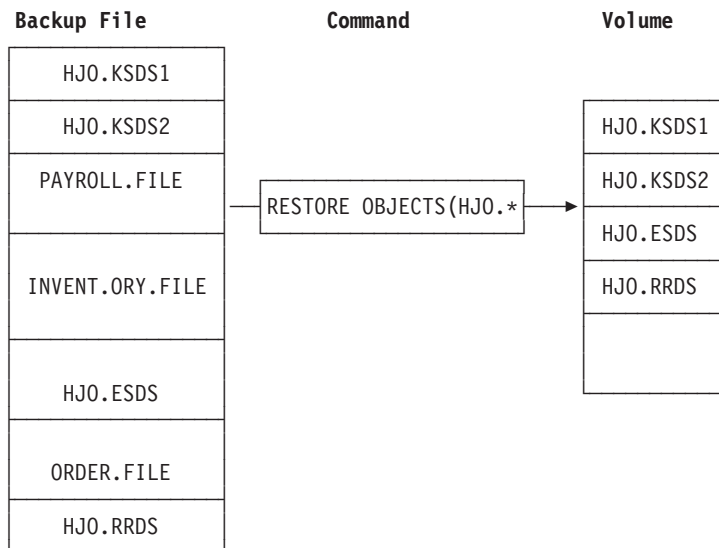 Backup File Command Volume
HJO.KSDS1
HJO.KSDS2
PAYROLL.FILE
INVENT.ORY.FILE
HJO.ESDS
ORDER.FILE
HJO.RRDS
RESTORE OBJECTS(HJO.*
HJO.KSDS1
HJO.KSDS2
HJO.ESDS
HJO.RRDS